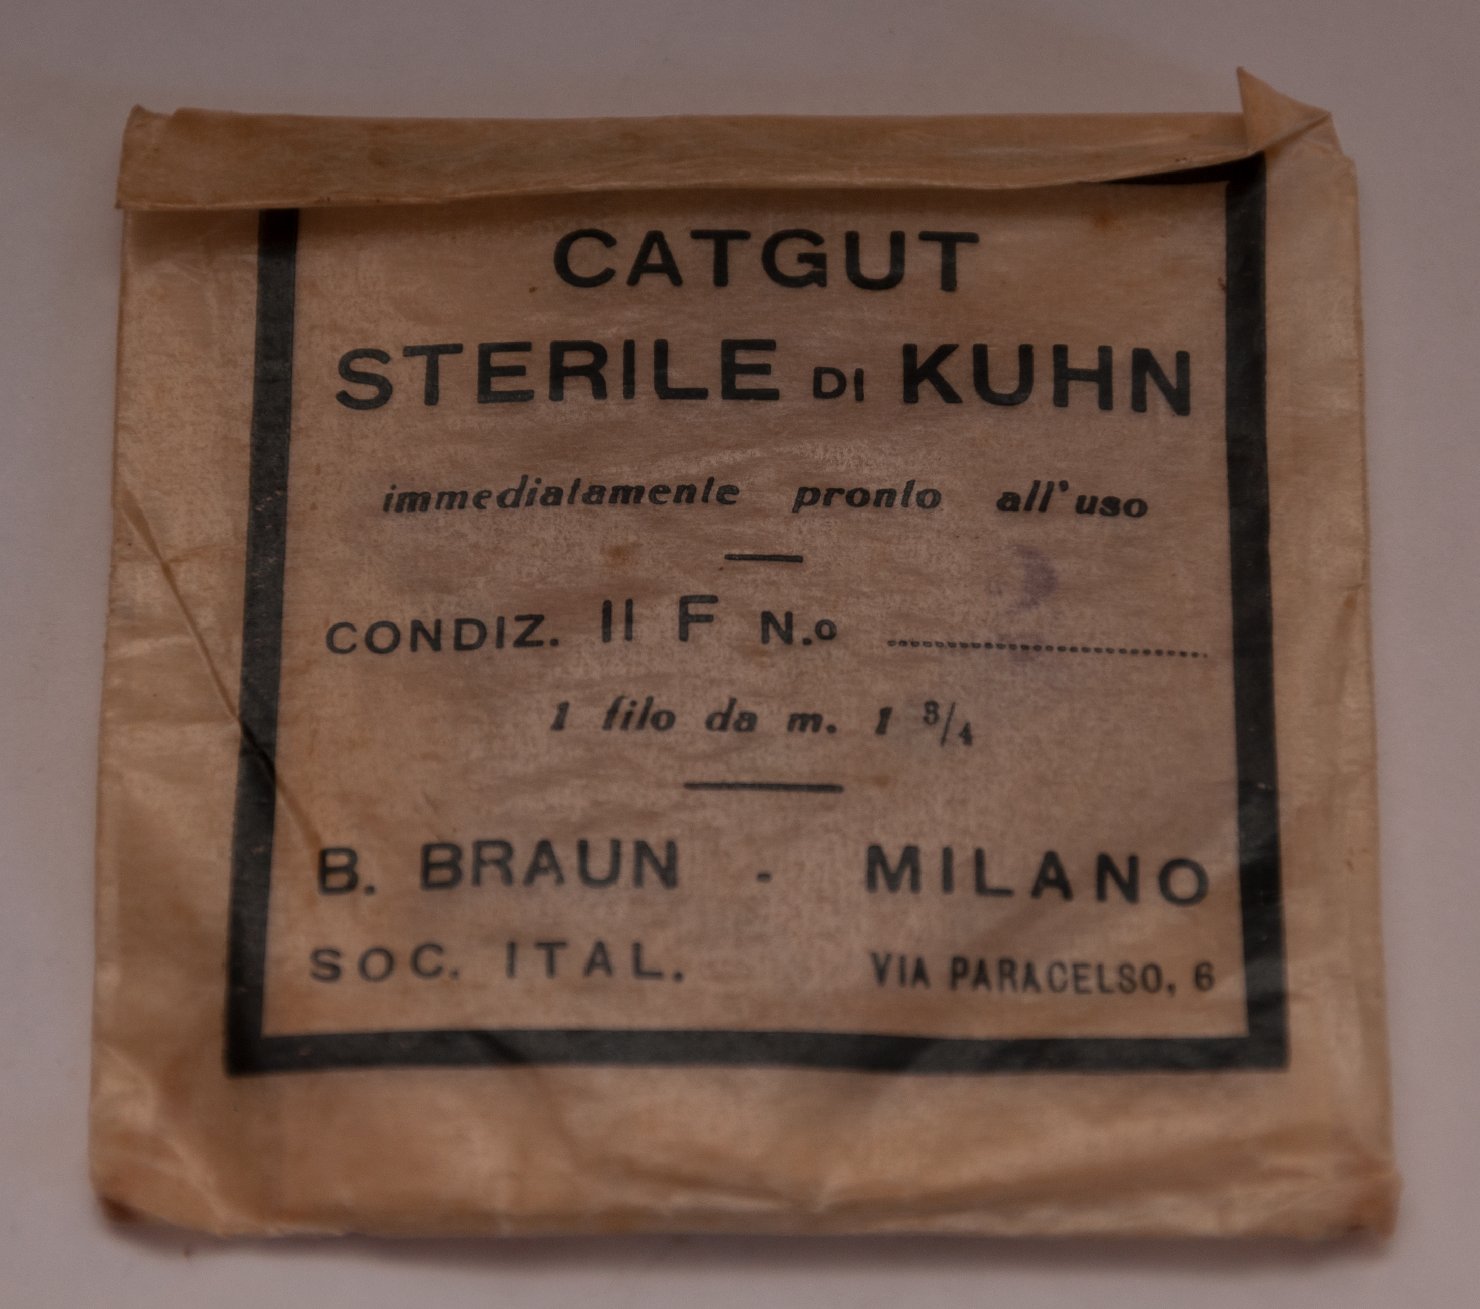 CATGUT
STERILE DI KUHN
immediatamente pronto all'uso
CONDIZ. II F N.o
1 filo da m. 1 3/4
B. BRAUN - MILANO
SOC. ITAL. VIA PARACELSO, 6